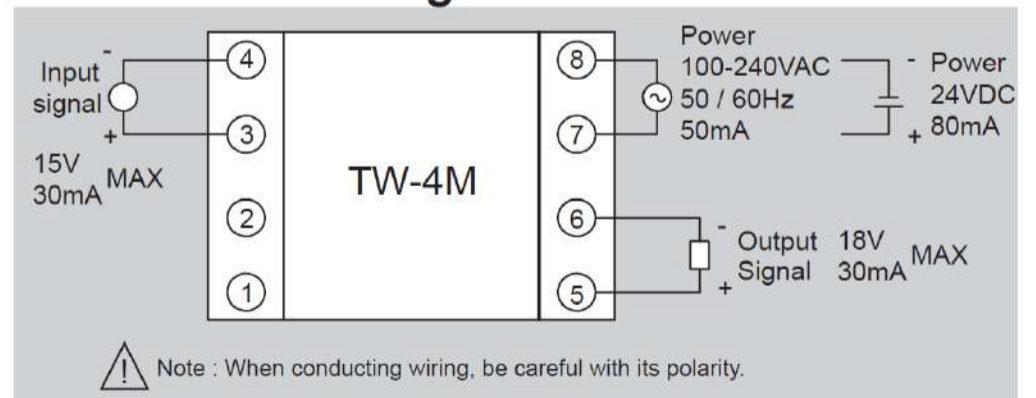 Input
signal
-
+
15V
30mA
MAX
4
3
2
1
TW-4M
8
7
6
5
Power
100-240VAC
50 / 60Hz
50mA
-
+
Power
24VDC
80mA
-
+
Output
Signal
18V
30mA
MAX
! Note : When conducting wiring, be careful with its polarity.